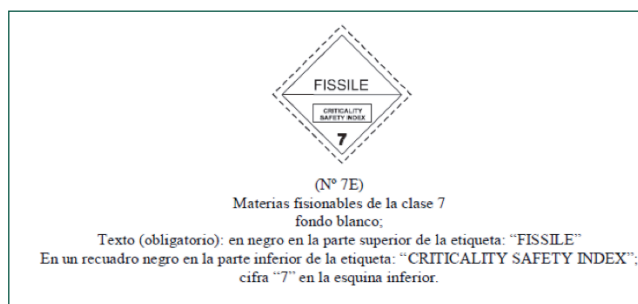 FISSILE
CRITICALITY
SAFETY INDEX
7
(Nº 7E)
Materias fisionables de la clase 7
fondo blanco;
Texto (obligatorio): en negro en la parte superior de la etiqueta: “FISSILE”
En un recuadro negro en la parte inferior de la etiqueta: “CRITICALITY SAFETY INDEX”;
cifra “7” en la esquina inferior.